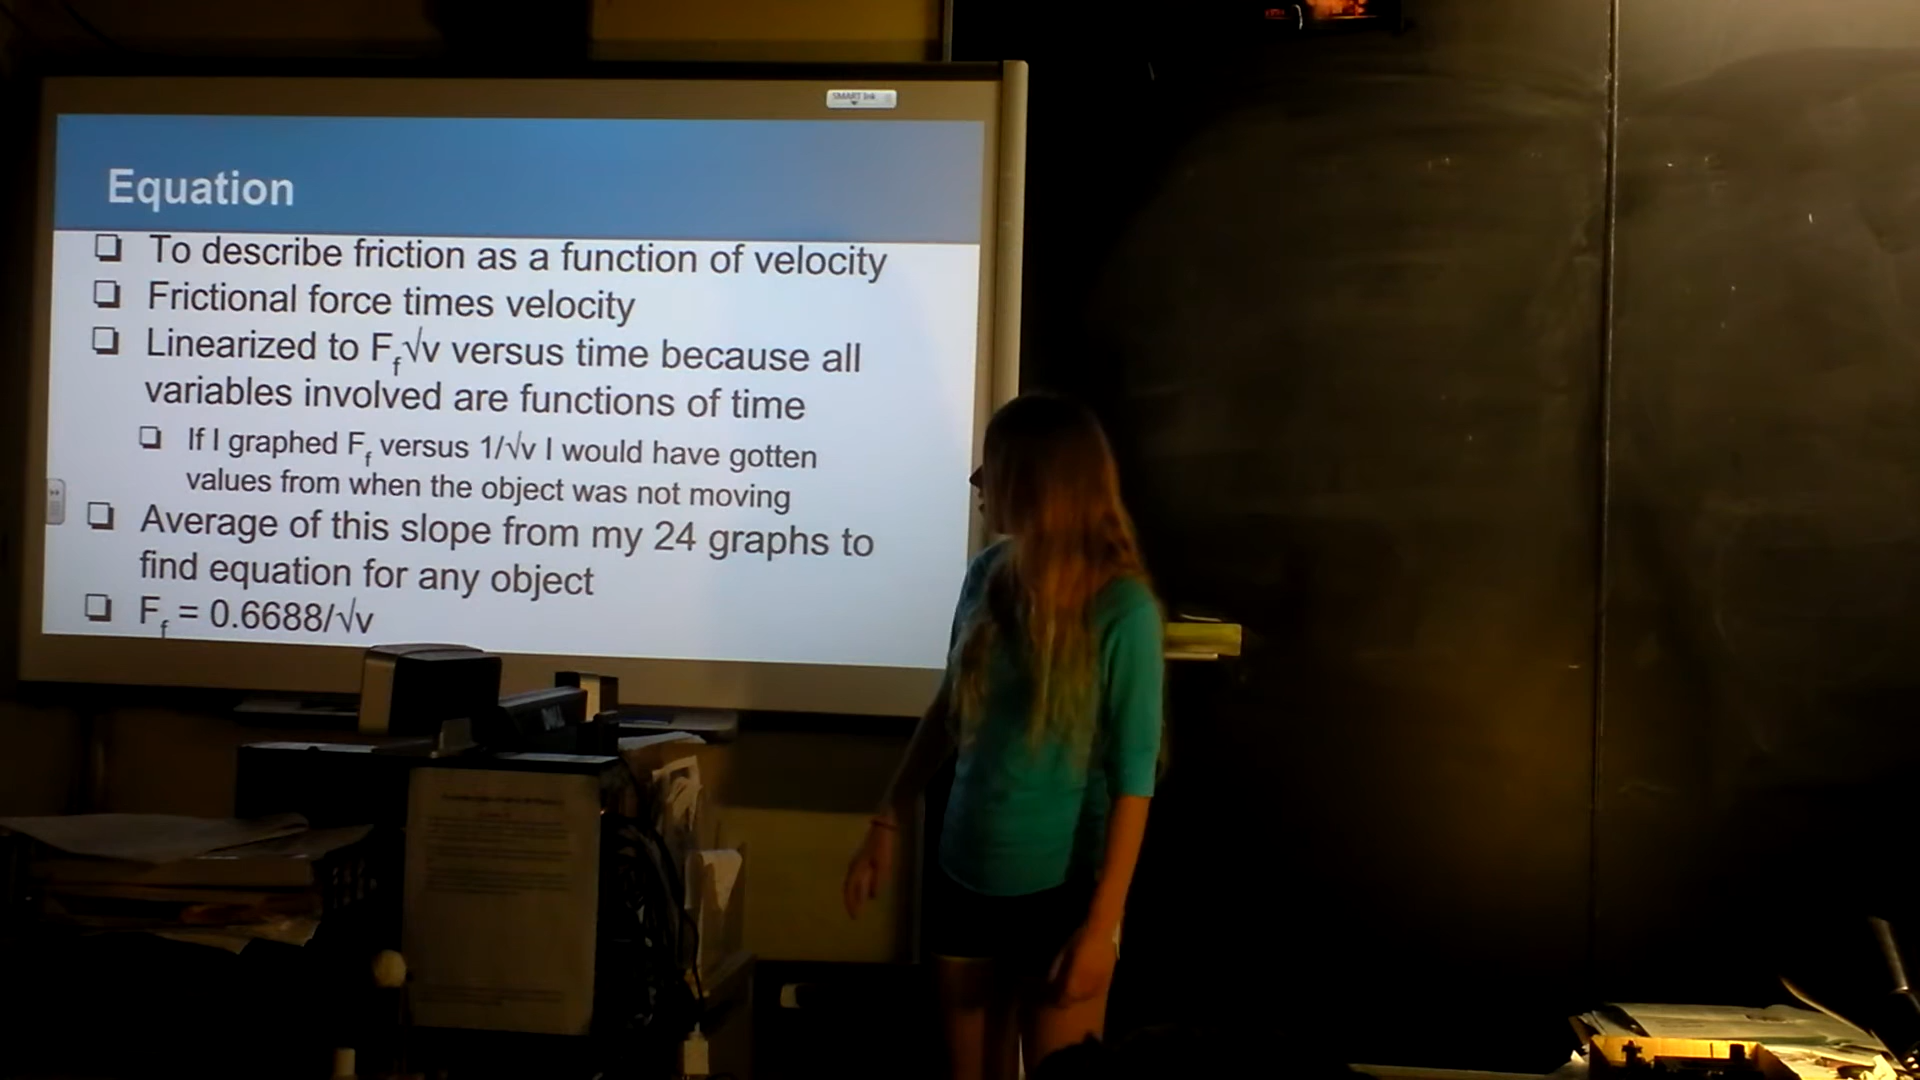 SMART Ink
Equation
❑ To describe friction as a function of velocity
❑ Frictional force times velocity
❑ Linearized to F_f√v versus time because all
variables involved are functions of time
❑ If I graphed F_f versus 1/√v I would have gotten
values from when the object was not moving
❑ Average of this slope from my 24 graphs to
find equation for any object
❑ F_f = 0.6688/√v